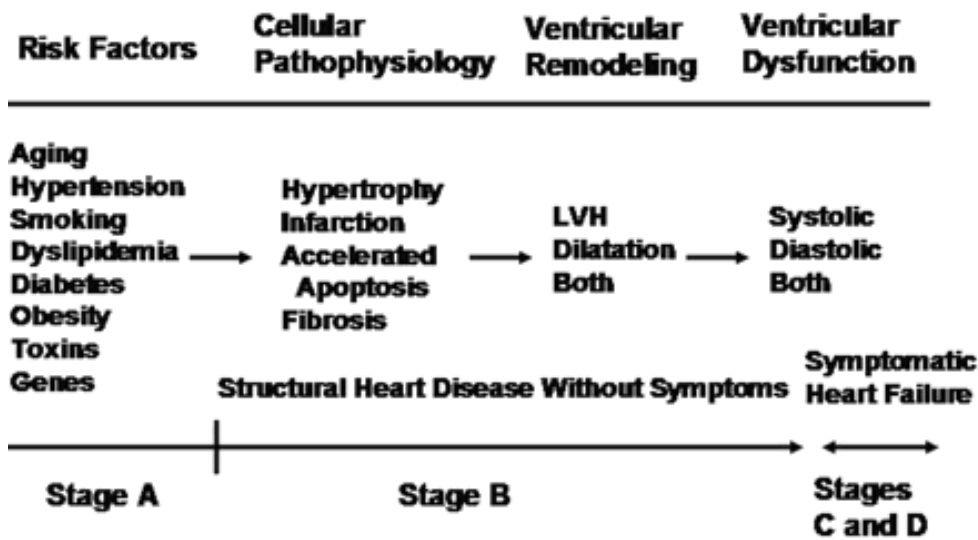 Risk Factors
Cellular
Pathophysiology
Ventricular
Remodeling
Ventricular
Dysfunction
Aging
Hypertension
Smoking
Dyslipidemia
Diabetes
Obesity
Toxins
Genes
Hypertrophy
Infarction
Accelerated
Apoptosis
Fibrosis
LVH
Dilatation
Both
Systolic
Diastolic
Both
Structural Heart Disease Without Symptoms
Symptomatic
Heart Failure
Stage A
Stage B
Stages
C and D